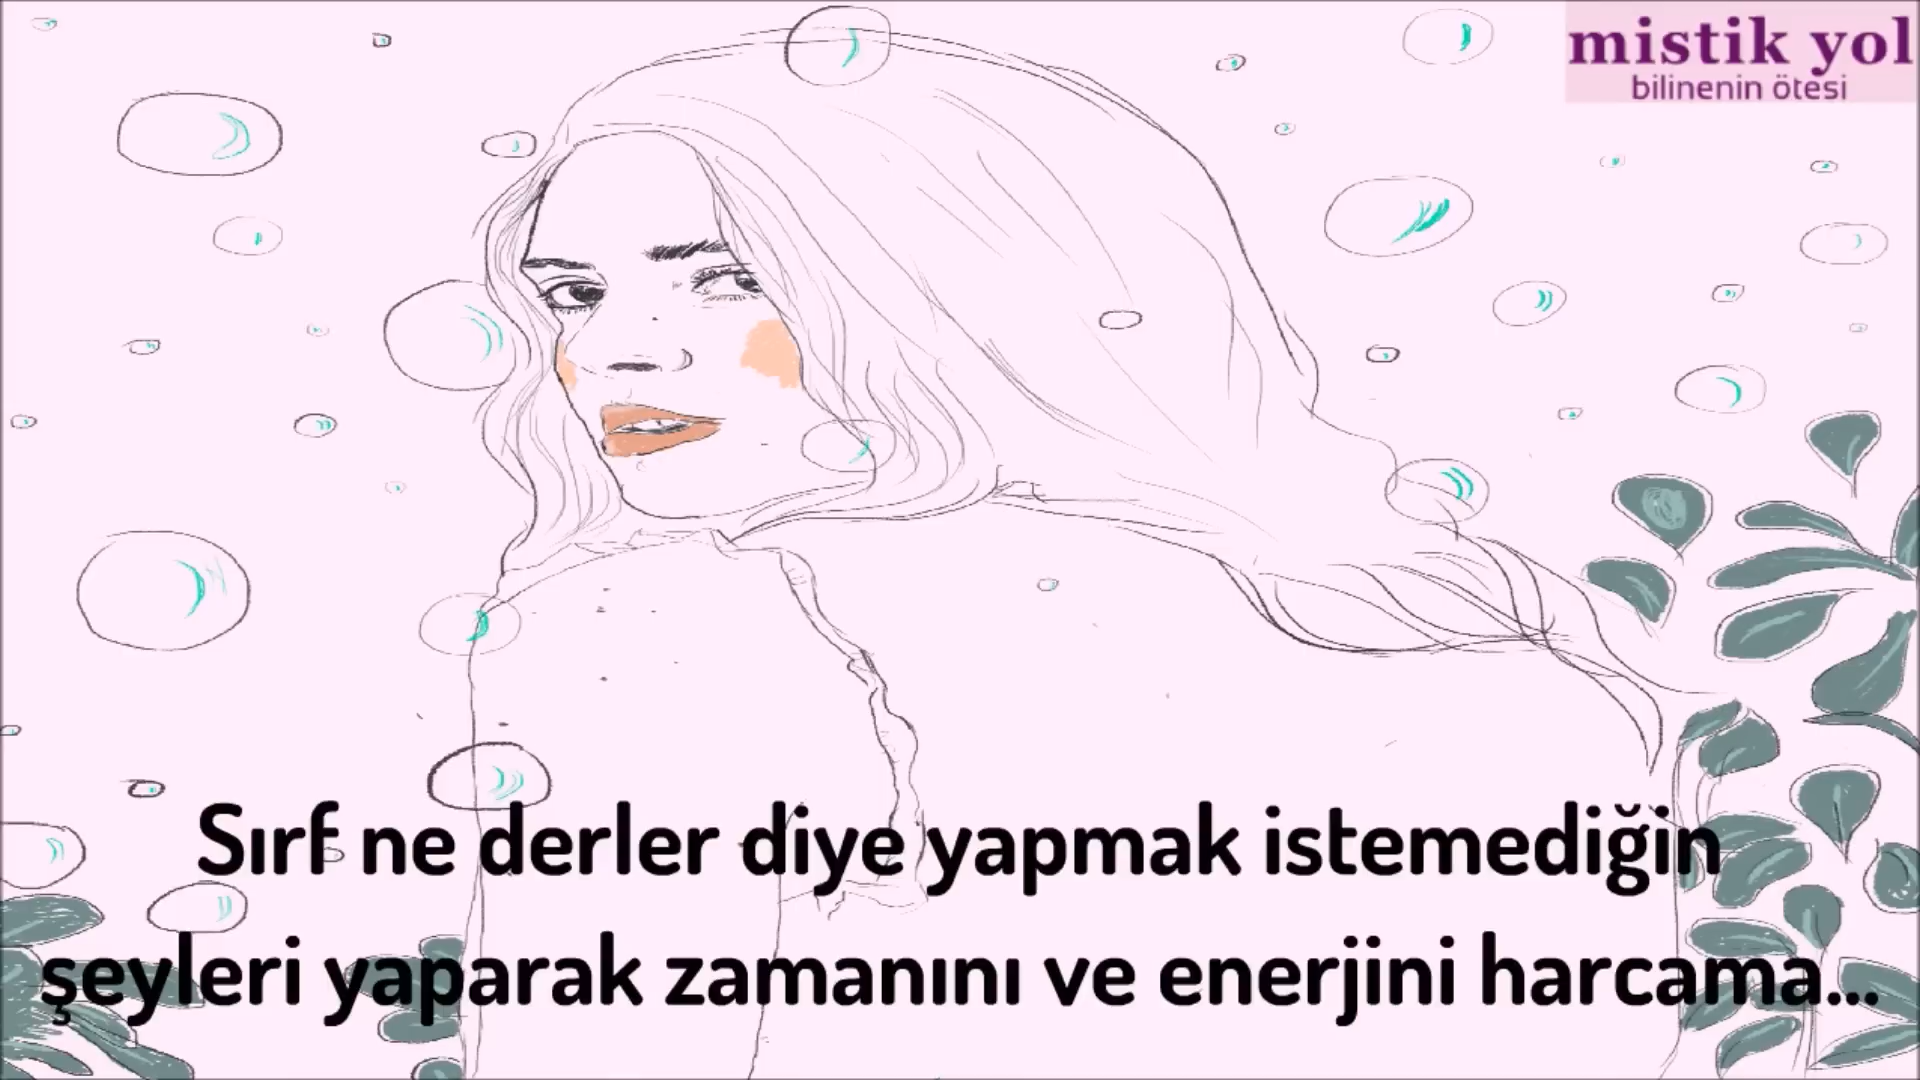 mistik yol
bilinenin ötesi
Sırf ne derler diye yapmak istemediğin
şeyleri yaparak zamanını ve enerjini harcama...